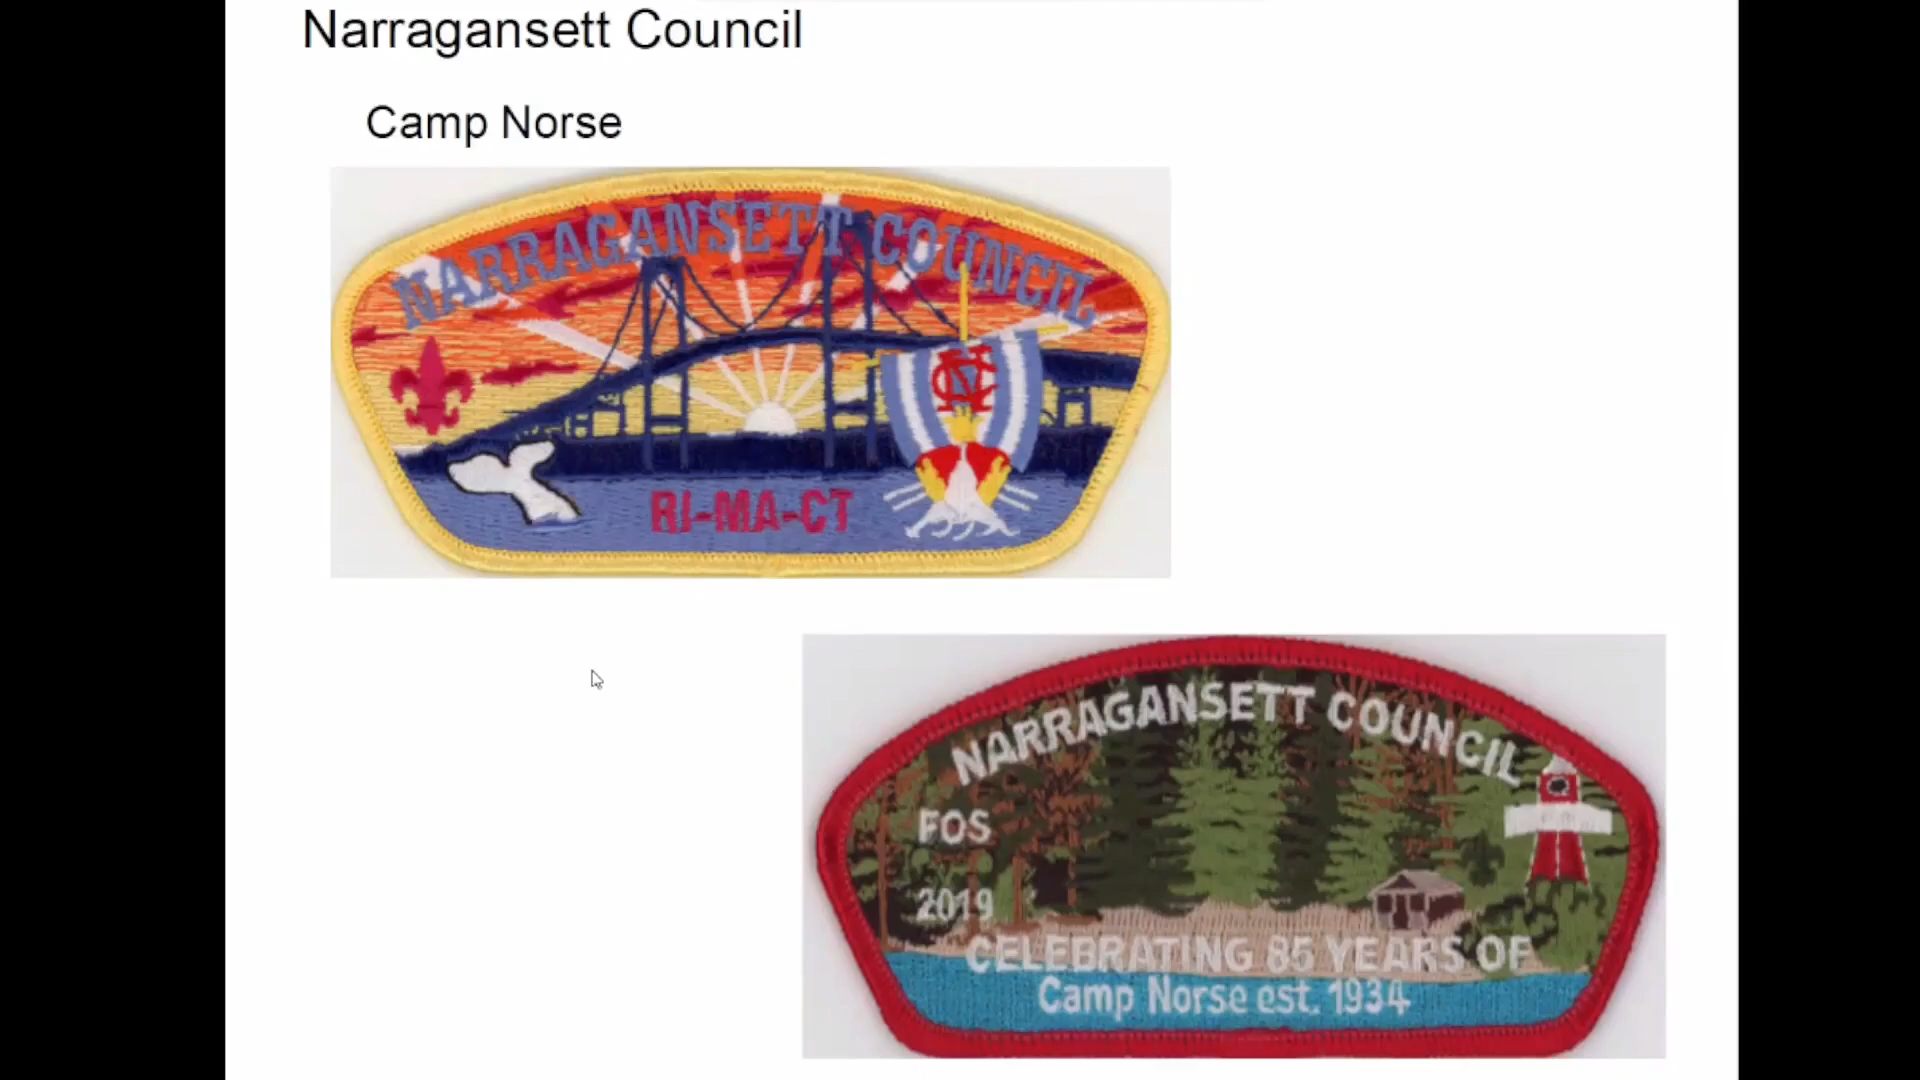 Narragansett Council
Camp Norse
NARRAGANSETT COUNCIL
NC
RI-MA-CT
NARRAGANSETT COUNCIL
FOS
2019
CELEBRATING 85 YEARS OF
Camp Norse est. 1934